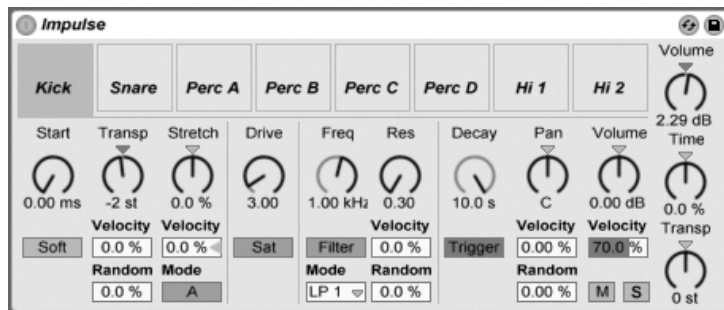 Impulse
Kick Snare Perc A Perc B Perc C Perc D Hi 1 Hi 2
Volume
2.29 dB
Start Transp Stretch Drive Freq Res Decay Pan Volume
Time
0.00 ms -2 st 0.0 % 3.00 1.00 kHz 0.30 10.0 s C 0.00 dB
0.0 %
Velocity Velocity Velocity Velocity Velocity
Transp
Soft 0.0 % 0.0 % Sat Filter 0.0 % Trigger 0.00 % 70.0 %
Random Mode Mode Random Random
0.0 % A LP 1 0.0 % 0.00 % M S
0 st